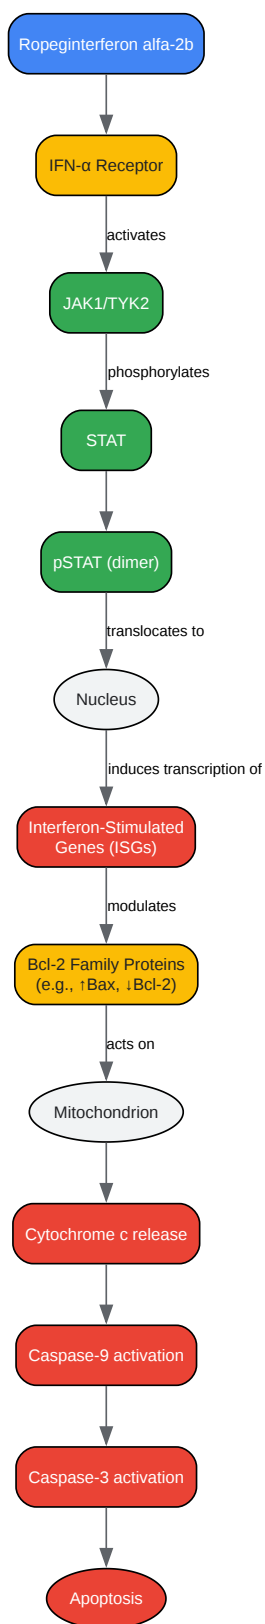 Ropeginterferon alfa-2b
IFN-α Receptor
activates
JAK1/TYK2
phosphorylates
STAT
pSTAT (dimer)
translocates to
Nucleus
induces transcription of
Interferon-Stimulated
Genes (ISGs)
modulates
Bcl-2 Family Proteins
(e.g., ↑Bax, ↓Bcl-2)
acts on
Mitochondrion
Cytochrome c release
Caspase-9 activation
Caspase-3 activation
Apoptosis